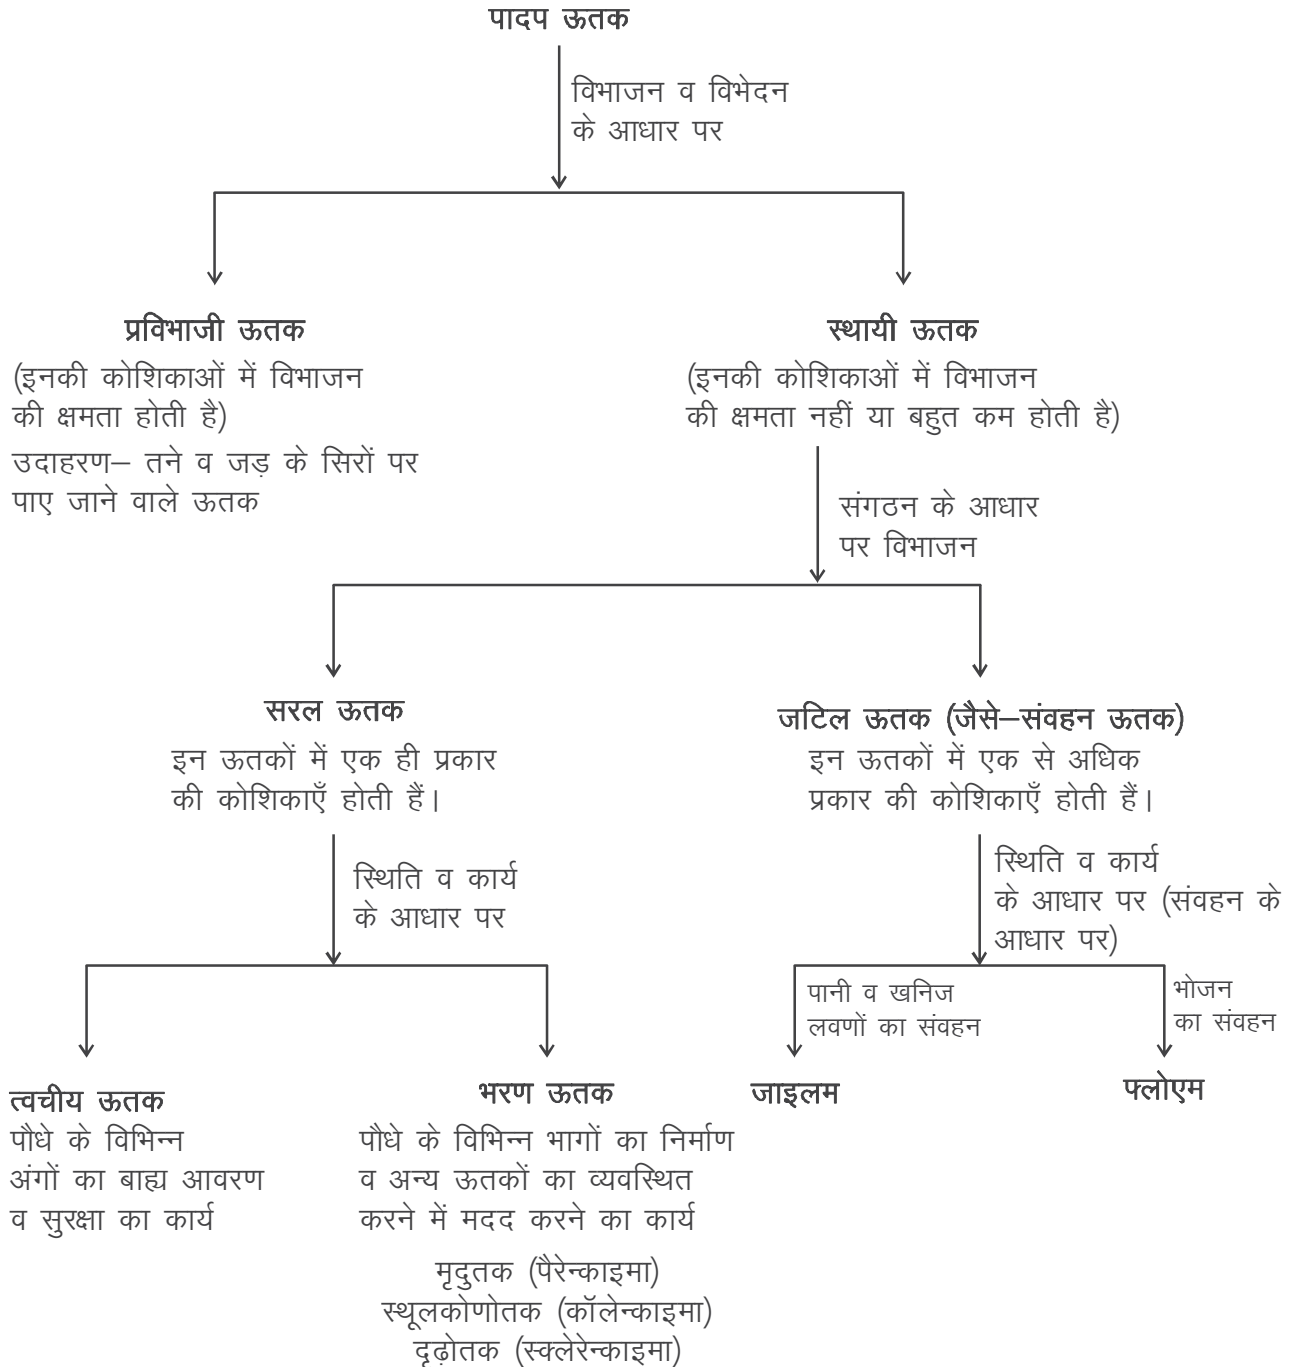 पादप ऊतक
विभाजन व विभेदन
के आधार पर
प्रविभाजी ऊतक
(इनकी कोशिकाओं में विभाजन
की क्षमता होती है)
उदाहरण– तने व जड़ के सिरों पर
पाए जाने वाले ऊतक
स्थायी ऊतक
(इनकी कोशिकाओं में विभाजन
की क्षमता नहीं या बहुत कम होती है)
संगठन के आधार
पर विभाजन
सरल ऊतक
इन ऊतकों में एक ही प्रकार
की कोशिकाएँ होती हैं।
जटिल ऊतक (जैसे–संवहन ऊतक)
इन ऊतकों में एक से अधिक
प्रकार की कोशिकाएँ होती हैं।
स्थिति व कार्य
के आधार पर
स्थिति व कार्य
के आधार पर (संवहन के
आधार पर)
पानी व खनिज
लवणों का संवहन
भोजन
का संवहन
त्वचीय ऊतक
पौधे के विभिन्न
अंगों का बाह्य आवरण
व सुरक्षा का कार्य
भरण ऊतक
पौधे के विभिन्न भागों का निर्माण
व अन्य ऊतकों का व्यवस्थित
करने में मदद करने का कार्य
मृदुतक (पैरेन्काइमा)
स्थूलकोणोतक (कॉलेन्काइमा)
दृढ़ोतक (स्क्लेरेन्काइमा)
जाइलम
फ्लोएम